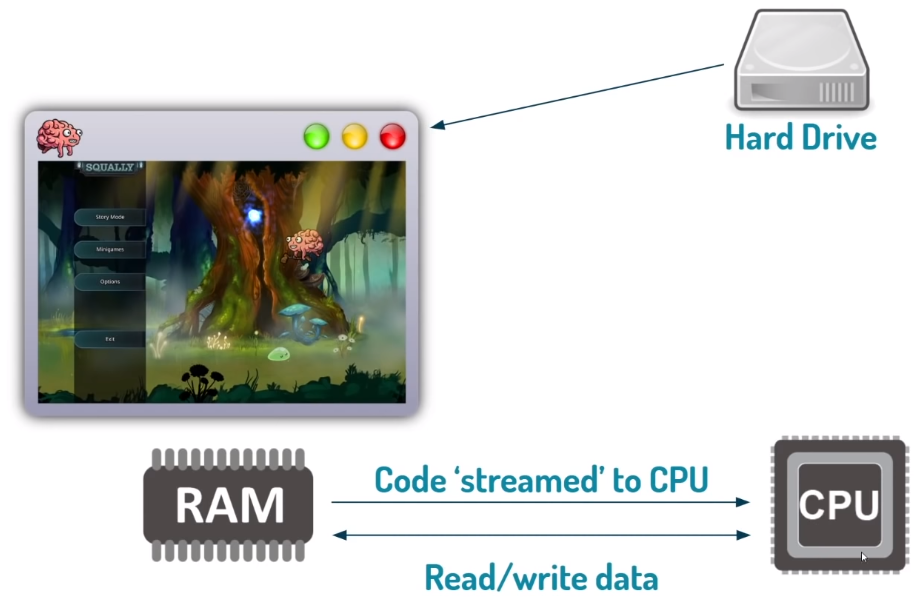 Hard Drive
SQUALLY
Story Mode
Minigames
Options
Exit
RAM
Code ‘streamed’ to CPU
CPU
Read/write data